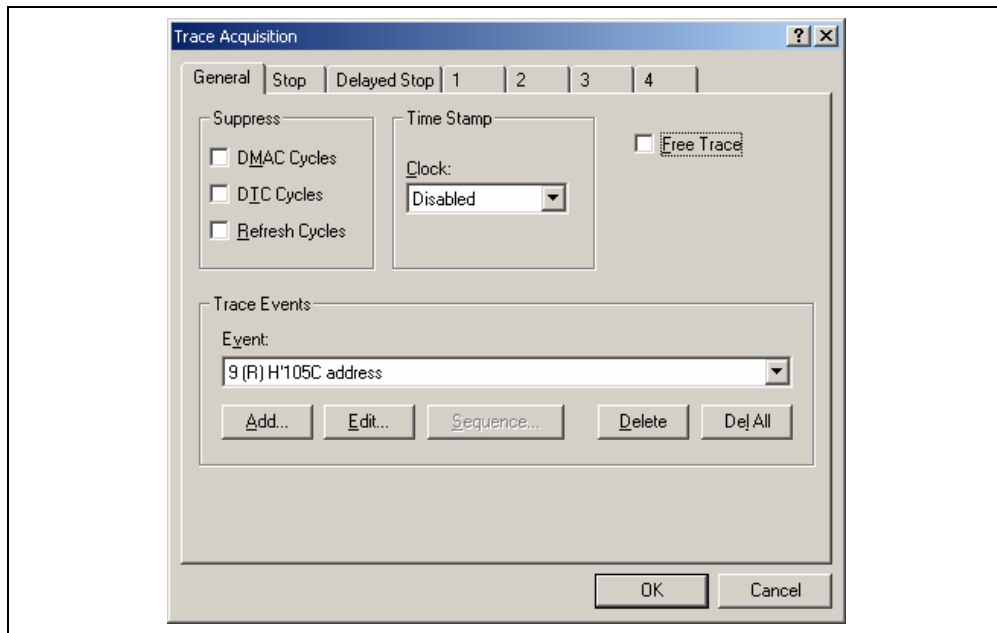 Trace Acquisition
General Stop Delayed Stop 1 2 3 4
Suppress
DMAC Cycles
DTC Cycles
Refresh Cycles
Time Stamp
Clock:
Disabled
Free Trace
Trace Events
Event:
9 (R) H'105C address
Add... Edit... Sequence... Delete Del All
OK Cancel